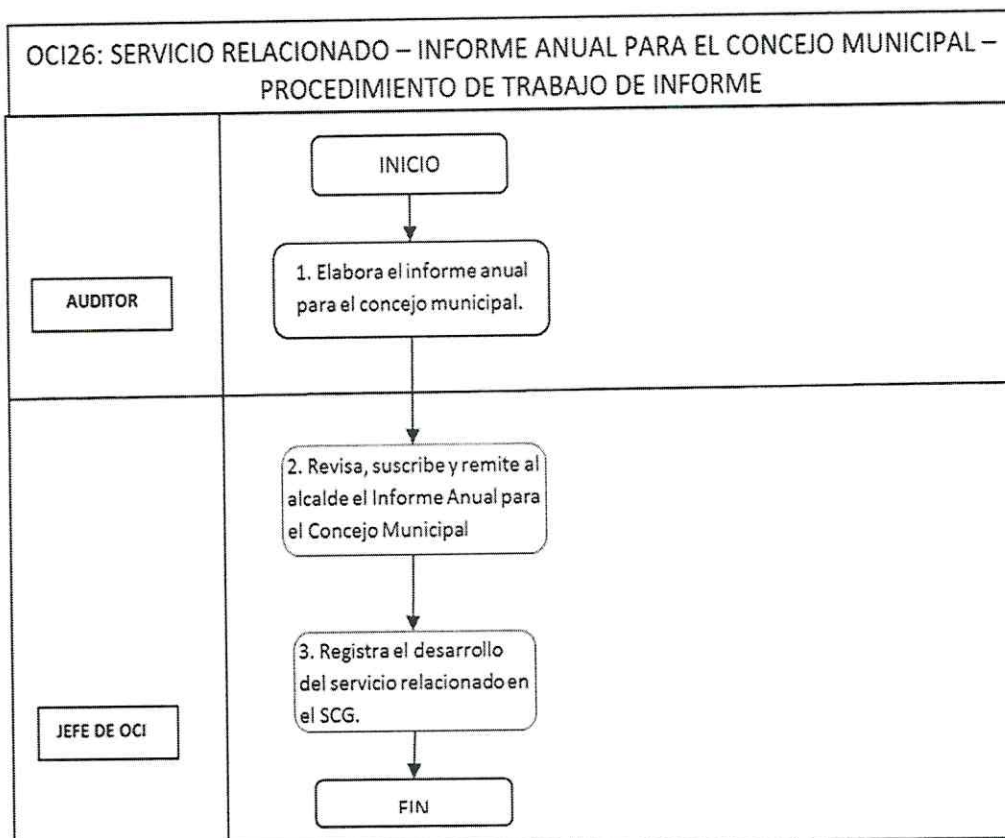 OCI26: SERVICIO RELACIONADO – INFORME ANUAL PARA EL CONCEJO MUNICIPAL –
PROCEDIMIENTO DE TRABAJO DE INFORME
INICIO
AUDITOR
1. Elabora el informe anual
para el concejo municipal.
2. Revisa, suscribe y remite al
alcalde el Informe Anual para
el Concejo Municipal
3. Registra el desarrollo
del servicio relacionado en
el SCG.
JEFE DE OCI
FIN